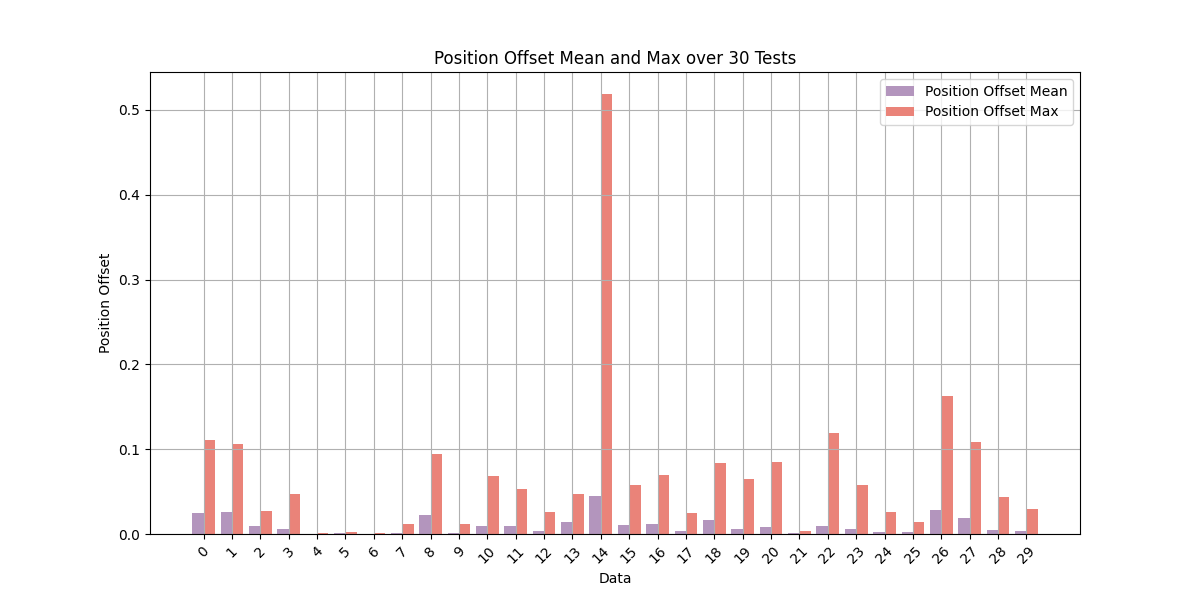 Position Offset Mean and Max over 30 Tests
Position Offset Mean
Position Offset Max
Position Offset
0.5
0.4
0.3
0.2
0.1
0.0
0 1 2 3 4 5 6 7 8 9 10 11 12 13 14 15 16 17 18 19 20 21 22 23 24 25 26 27 28 29
Data